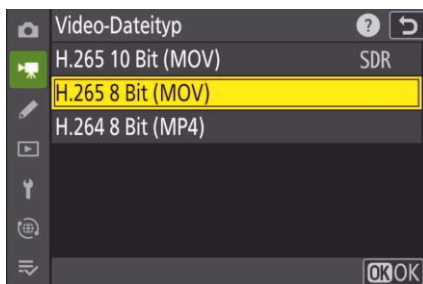 Video-Dateityp ?
H.265 10 Bit (MOV) SDR
H.265 8 Bit (MOV)
H.264 8 Bit (MP4)
OK OK